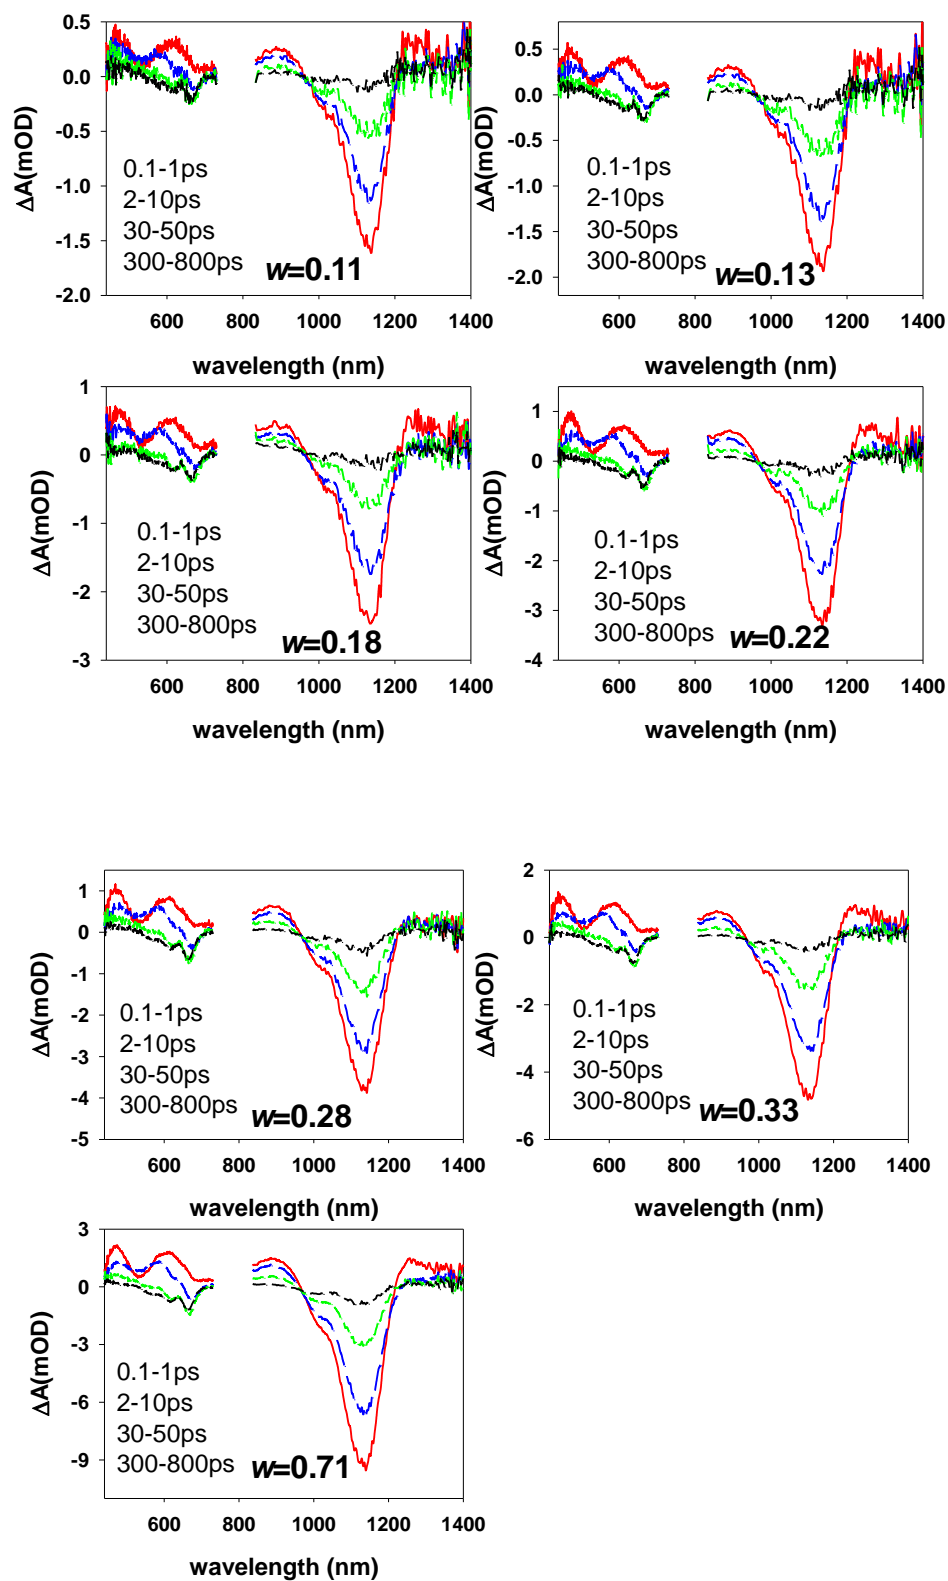 0.5
0.0
-0.5
-1.0
-1.5
-2.0
ΔA(mOD)
0.1-1ps
2-10ps
30-50ps
300-800ps
w=0.11
600 800 1000 1200 1400
wavelength (nm)
0.5
0.0
-0.5
-1.0
-1.5
-2.0
ΔA(mOD)
0.1-1ps
2-10ps
30-50ps
300-800ps
w=0.13
600 800 1000 1200 1400
wavelength (nm)
1
0
-1
-2
-3
ΔA(mOD)
0.1-1ps
2-10ps
30-50ps
300-800ps
w=0.18
600 800 1000 1200 1400
wavelength (nm)
1
0
-1
-2
-3
-4
ΔA(mOD)
0.1-1ps
2-10ps
30-50ps
300-800ps
w=0.22
600 800 1000 1200 1400
wavelength (nm)
1
0
-1
-2
-3
-4
-5
ΔA(mOD)
0.1-1ps
2-10ps
30-50ps
300-800ps
w=0.28
600 800 1000 1200 1400
wavelength (nm)
2
0
-2
-4
-6
ΔA(mOD)
0.1-1ps
2-10ps
30-50ps
300-800ps
w=0.33
600 800 1000 1200 1400
wavelength (nm)
3
0
-3
-6
-9
ΔA(mOD)
0.1-1ps
2-10ps
30-50ps
300-800ps
w=0.71
600 800 1000 1200 1400
wavelength (nm)